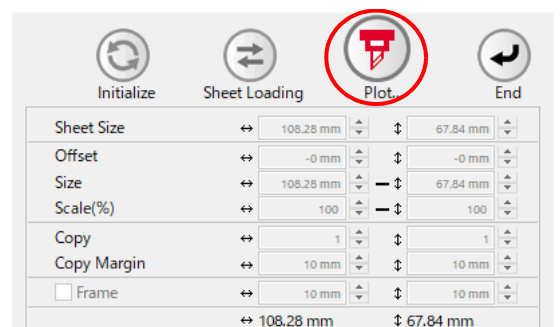 Initialize Sheet Loading Plot... End
Sheet Size ↔ 108.28 mm ↕ 67.84 mm
Offset ↔ -0 mm ↕ -0 mm
Size ↔ 108.28 mm ↕ 67.84 mm
Scale(%) ↔ 100 ↕ 100
Copy ↔ 1 ↕ 1
Copy Margin ↔ 10 mm ↕ 10 mm
Frame ↔ 10 mm ↕ 10 mm
↔ 108.28 mm ↕ 67.84 mm